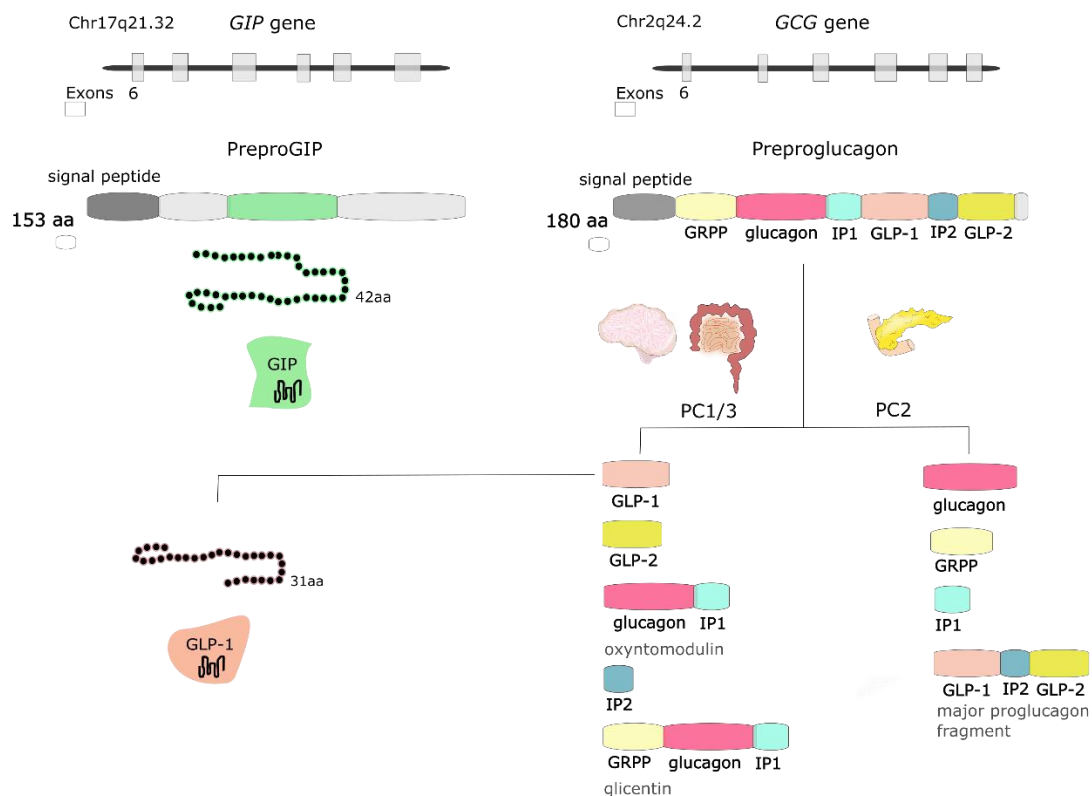 Chr17q21.32
GIP gene
Exons 6
PreproGIP
signal peptide
153 aa
42aa
GIP
31aa
GLP-1
Chr2q24.2
GCG gene
Exons 6
Preproglucagon
signal peptide
180 aa
GRPP glucagon IP1 GLP-1 IP2 GLP-2
PC1/3
PC2
GLP-1
GLP-2
glucagon IP1
oxyntomodulin
IP2
GRPP glucagon IP1
glicentin
glucagon
GRPP
IP1
GLP-1 IP2 GLP-2
major proglucagon
fragment